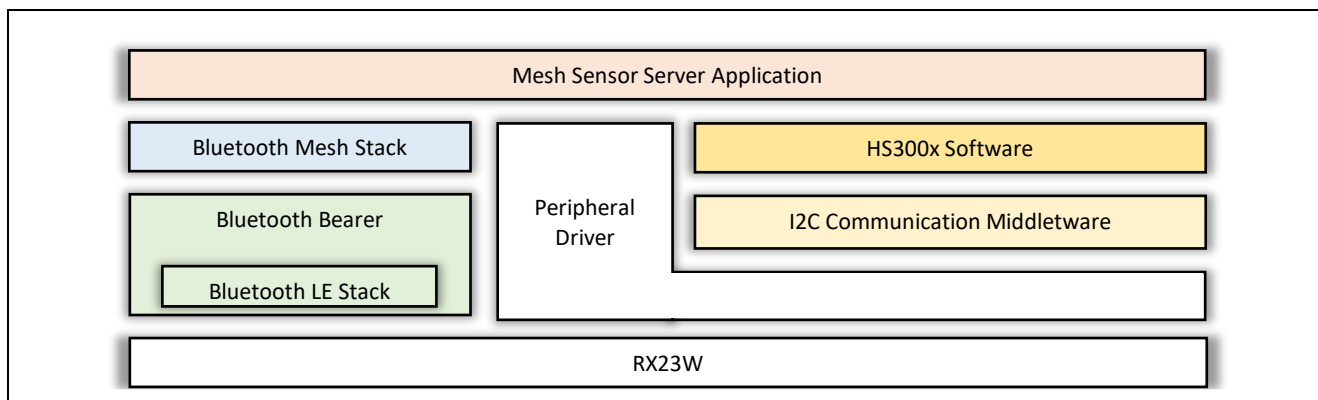 Mesh Sensor Server Application
Bluetooth Mesh Stack
HS300x Software
Bluetooth Bearer
Peripheral
Driver
I2C Communication Middletware
Bluetooth LE Stack
RX23W